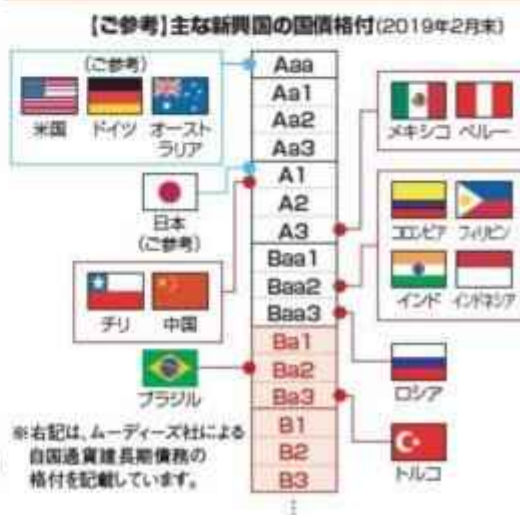 【ご参考】主な新興国の国債格付(2019年2月末)
(ご参考)
米国
ドイツ
オースト
ラリア
日本
(ご参考)
チリ
中国
ブラジル
※右記は、ムーディーズ社による
自国通貨建長期債務の
格付を記載しています。
Aaa
Aa1
Aa2
Aa3
A1
A2
A3
Baa1
Baa2
Baa3
Ba1
Ba2
Ba3
B1
B2
B3
⋮
メキシコ
ペルー
コロンビア
フィリピン
インド
インドネシア
ロシア
トルコ